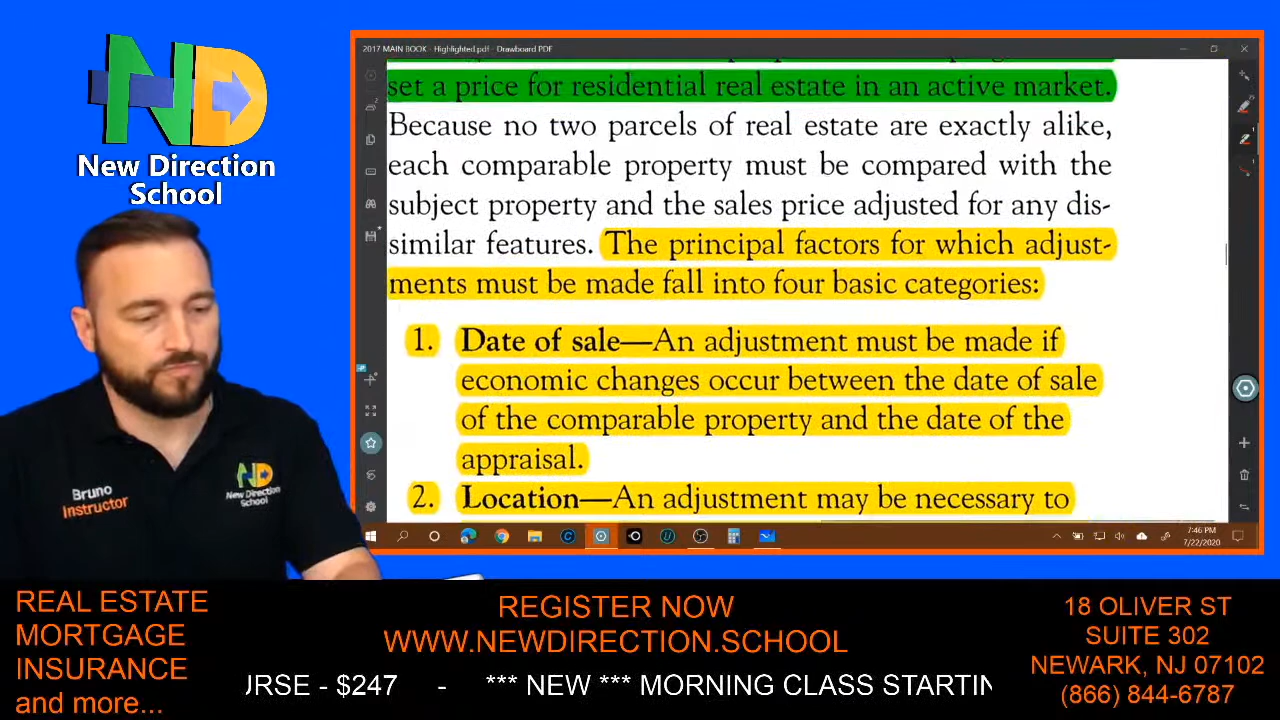 New Direction
School
2017 MAIN BOOK - Highlighted.pdf - Drawboard PDF
set a price for residential real estate in an active market.
Because no two parcels of real estate are exactly alike,
each comparable property must be compared with the
subject property and the sales price adjusted for any dis-
similar features. The principal factors for which adjust-
ments must be made fall into four basic categories:
1. Date of sale—An adjustment must be made if
economic changes occur between the date of sale
of the comparable property and the date of the
appraisal.
2. Location—An adjustment may be necessary to
7:46 PM
7/22/2020
Bruno
Instructor
ND
New Direction
School
REAL ESTATE
MORTGAGE
INSURANCE
and more...
REGISTER NOW
WWW.NEWDIRECTION.SCHOOL
URSE - $247 - *** NEW *** MORNING CLASS STARTIN
18 OLIVER ST
SUITE 302
NEWARK, NJ 07102
(866) 844-6787